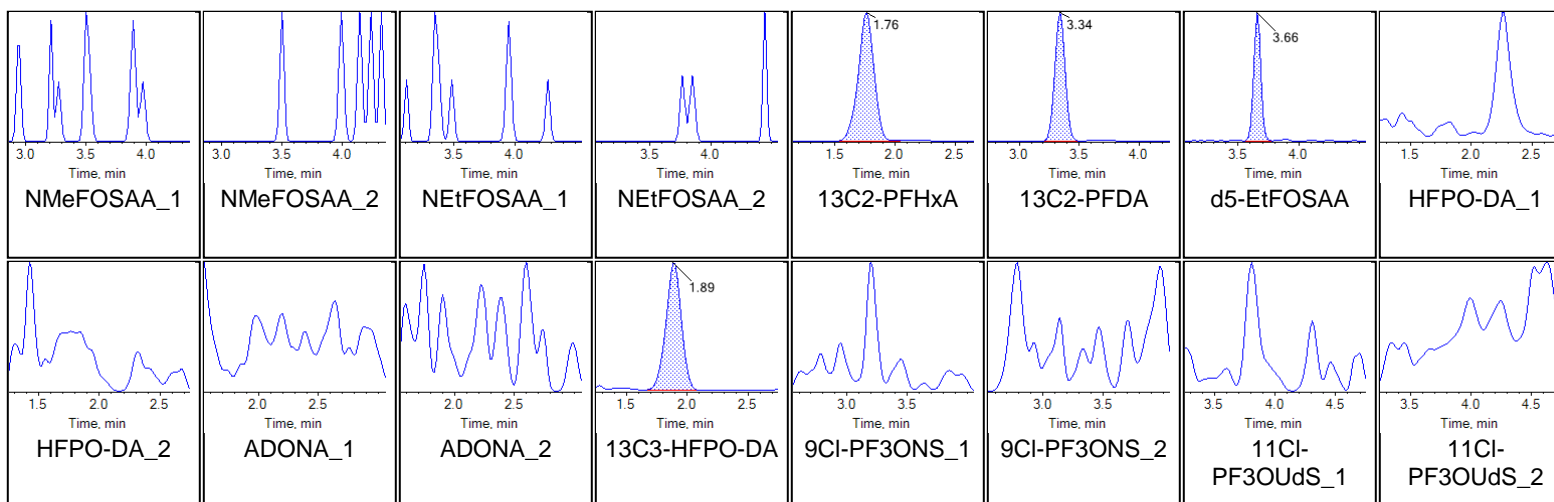 1.76
3.34
3.66
3.0 3.5 4.0
3.0 3.5 4.0
3.5 4.0
3.5 4.0
1.5 2.0 2.5
3.0 3.5 4.0
3.5 4.0
1.5 2.0 2.5
Time, min
Time, min
Time, min
Time, min
Time, min
Time, min
Time, min
Time, min
NMeFOSAA_1
NMeFOSAA_2
NEtFOSAA_1
NEtFOSAA_2
13C2-PFHxA
13C2-PFDA
d5-EtFOSAA
HFPO-DA_1
1.89
1.5 2.0 2.5
2.0 2.5
2.0 2.5
1.5 2.0 2.5
3.0 3.5
3.0 3.5
3.5 4.0 4.5
3.5 4.0 4.5
Time, min
Time, min
Time, min
Time, min
Time, min
Time, min
Time, min
Time, min
HFPO-DA_2
ADONA_1
ADONA_2
13C3-HFPO-DA
9Cl-PF3ONS_1
9Cl-PF3ONS_2
11Cl-
PF3OUdS_1
11Cl-
PF3OUdS_2